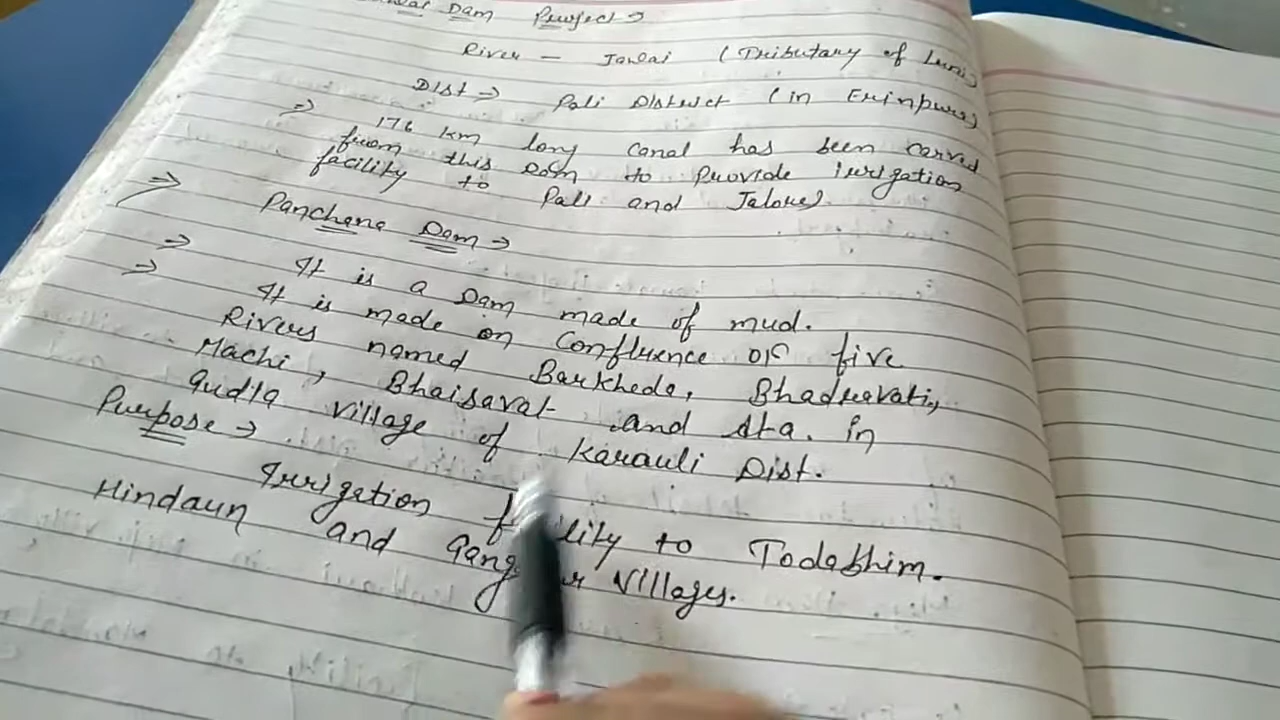 Dam Project →
River - Jawai (Tributary of Luni)
Dist → Pali District (in Erinpura)
⇒ 176 km long canal has been carved
from this Dam to provide irrigation
facility to Pali and Jalore).
⇒ Panchana Dam →
⇒ It is a Dam made of mud.
⇒ It is made on Confluence of five
Rivers named Barkheda, Bhadravati,
Machi, Bhaisavat and Ata. in
Gudla village of Karauli Dist.
Purpose →
Irrigation to Todabhim.
Hindaun and Villages.